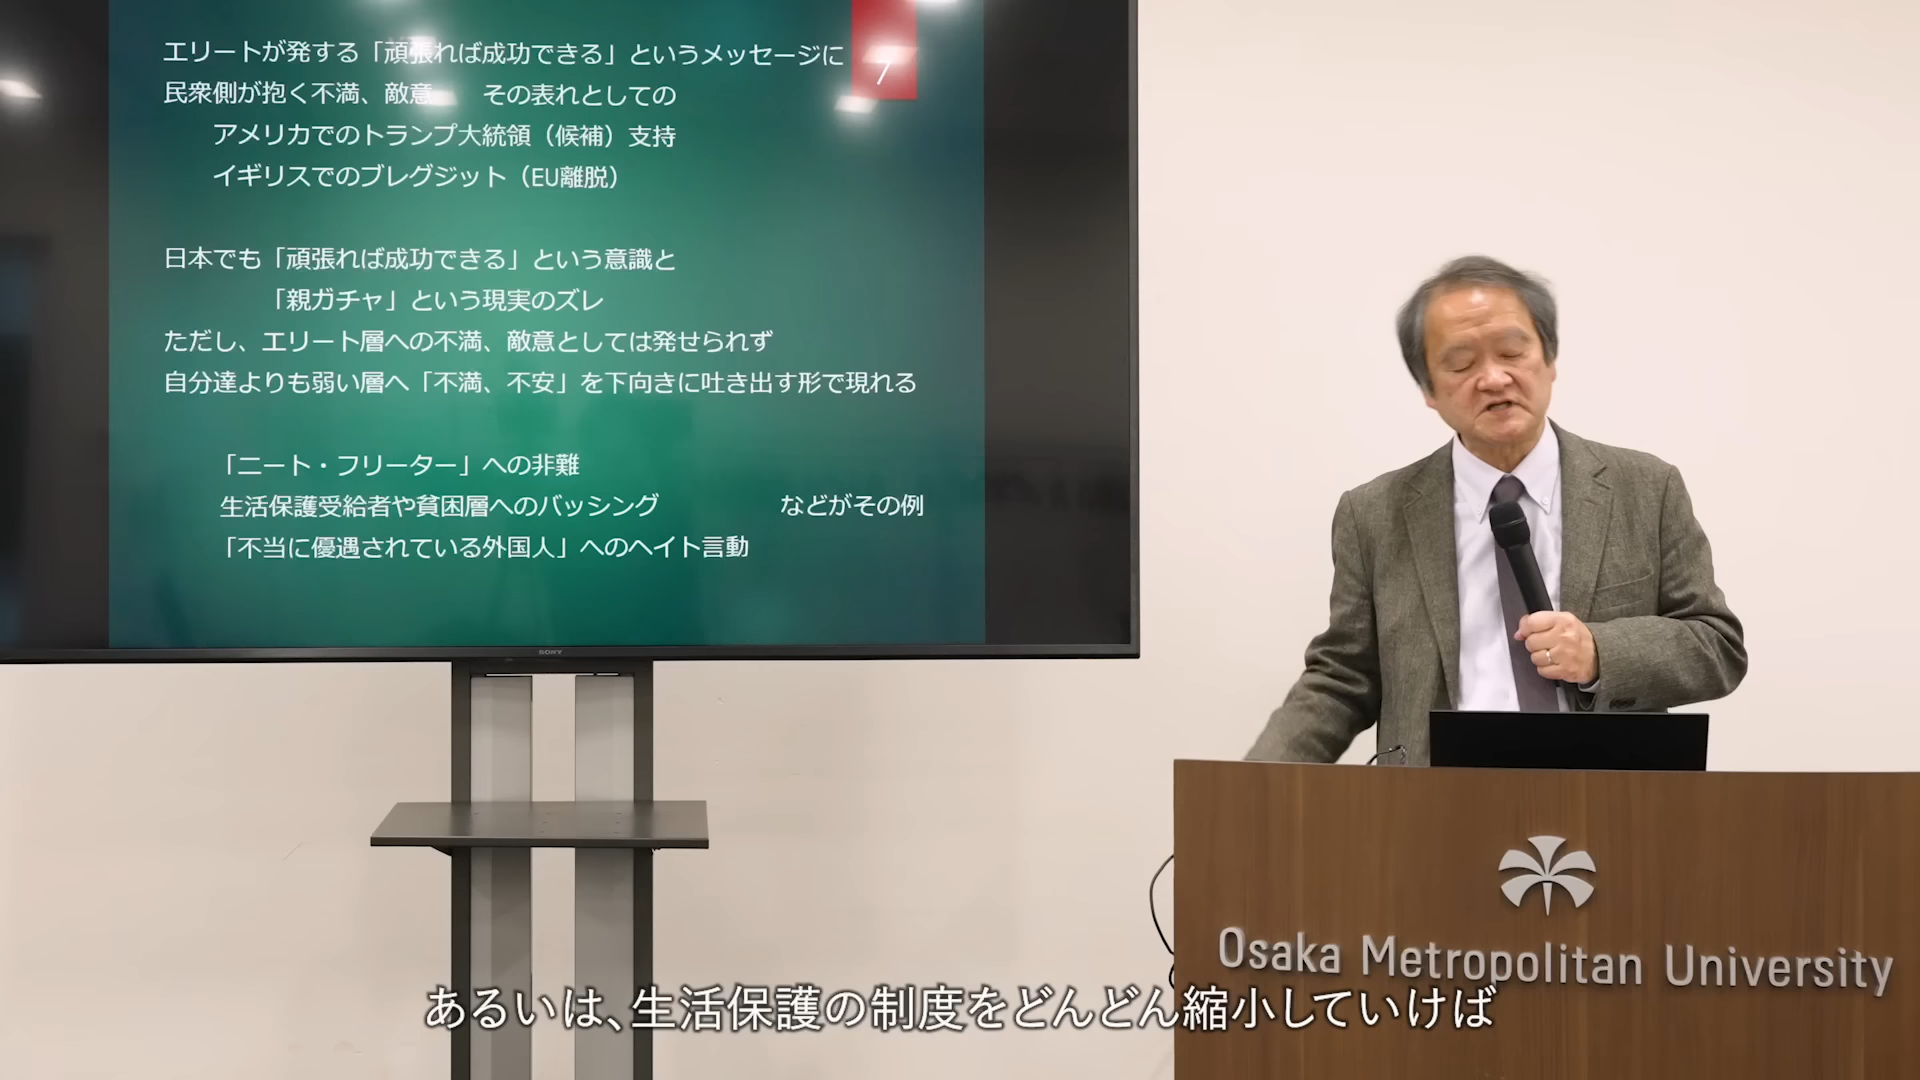 エリートが発する「頑張れば成功できる」というメッセージに
民衆側が抱く不満、敵意　　その表れとしての
アメリカでのトランプ大統領（候補）支持
イギリスでのブレグジット（EU離脱）
7
日本でも「頑張れば成功できる」という意識と
「親ガチャ」という現実のズレ
ただし、エリート層への不満、敵意としては発せられず
自分達よりも弱い層へ「不満、不安」を下向きに吐き出す形で現れる
「ニート・フリーター」への非難
生活保護受給者や貧困層へのバッシング　　　　　などがその例
「不当に優遇されている外国人」へのヘイト言動
SONY
Osaka Metropolitan University
あるいは、生活保護の制度をどんどん縮小していけば